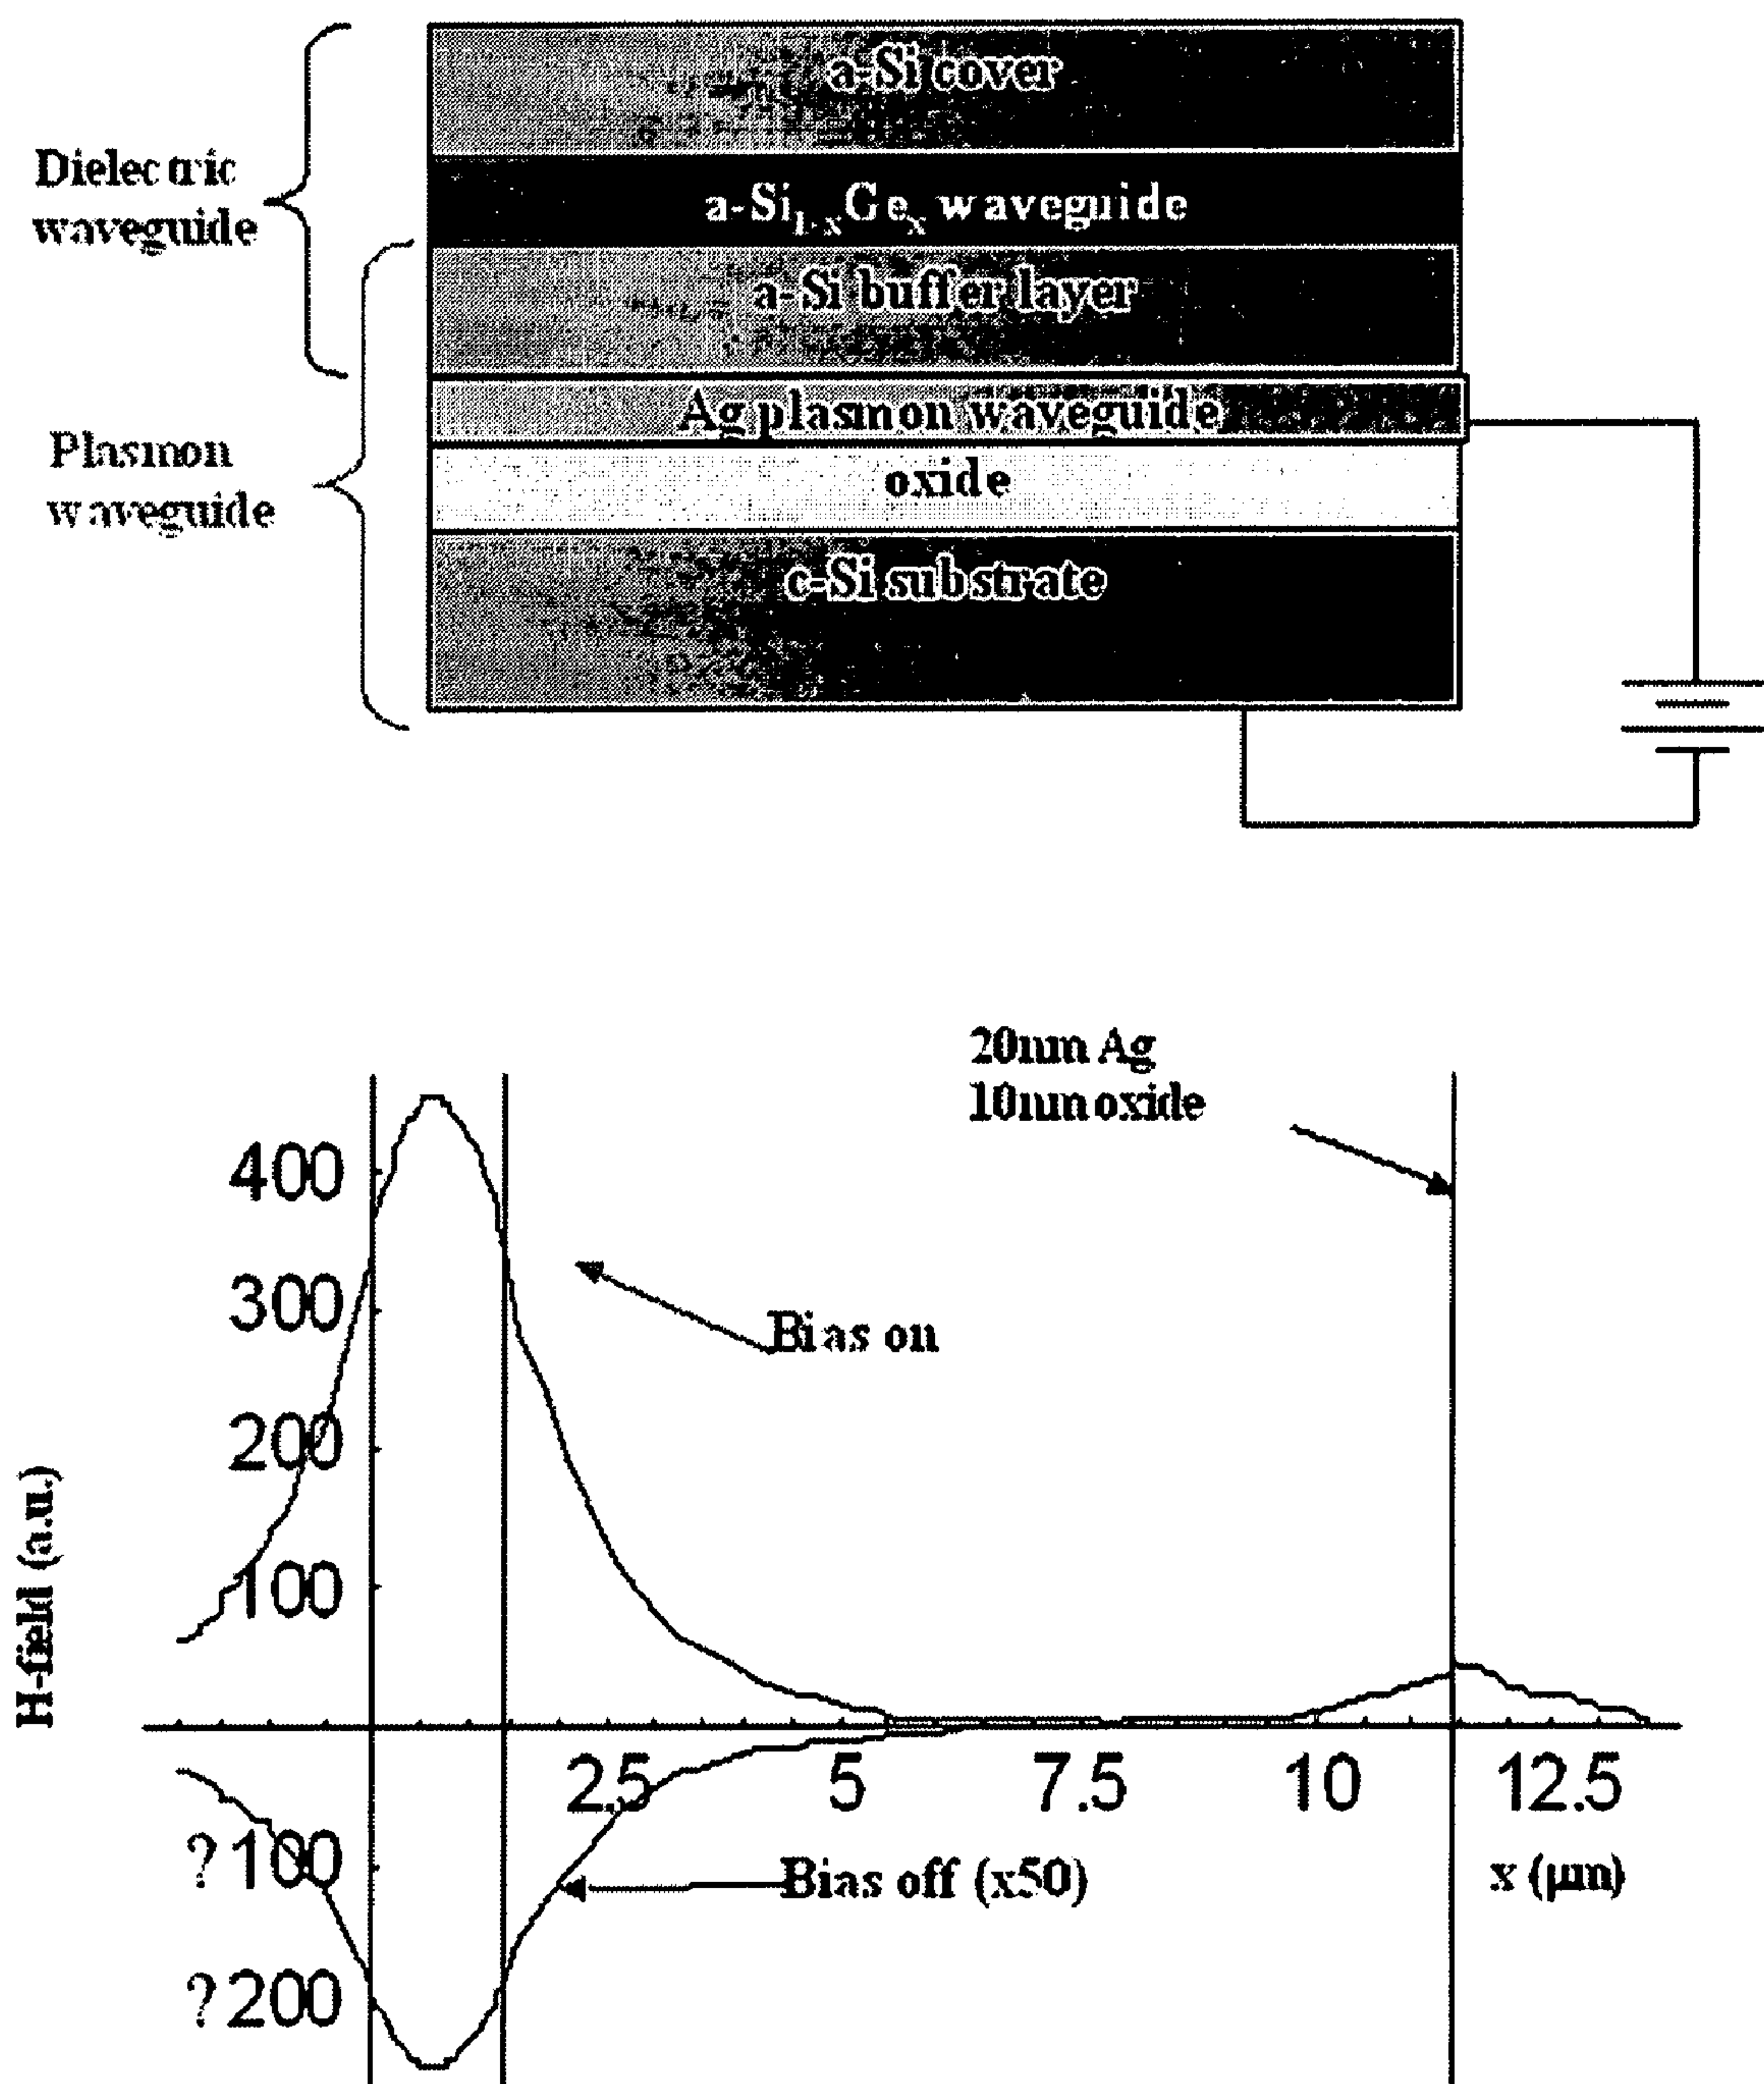 a-Si cover
Dielectric
waveguide
a-Si1-xGex waveguide
a-Si buffer layer
Ag plasmon waveguide
Plasmon
waveguide
oxide
c-Si substrate
20nm Ag
10nm oxide
400
300
Bias on
200
100
H-field (a.u.)
2.5 5 7.5 10 12.5
?100
Bias off (x50)
x (μm)
?200